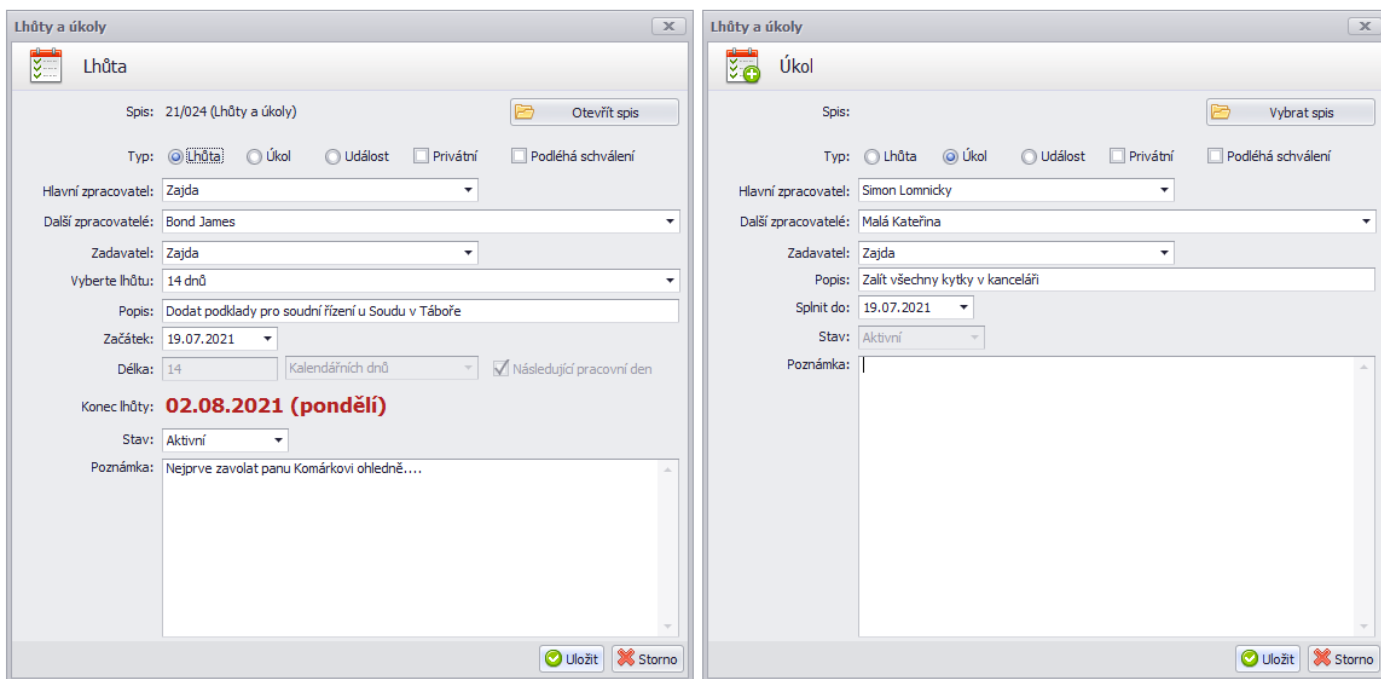 Lhůty a úkoly
Lhůta
Spis: 21/024 (Lhůty a úkoly) Otevřít spis
Typ: Lhůta Úkol Událost Privátní Podléhá schválení
Hlavní zpracovatel: Zajda
Další zpracovatelé: Bond James
Zadavatel: Zajda
Vyberte lhůtu: 14 dnů
Popis: Dodat podklady pro soudní řízení u Soudu v Táboře
Začátek: 19.07.2021
Délka: 14 Kalendářních dnů Následující pracovní den
Konec lhůty: 02.08.2021 (pondělí)
Stav: Aktivní
Poznámka: Nejprve zavolat panu Komárkovi ohledně....
Uložit Storno
Lhůty a úkoly
Úkol
Spis: Vybrat spis
Typ: Lhůta Úkol Událost Privátní Podléhá schválení
Hlavní zpracovatel: Simon Lomnicky
Další zpracovatelé: Malá Kateřina
Zadavatel: Zajda
Popis: Zalít všechny kytky v kanceláři
Splnit do: 19.07.2021
Stav: Aktivní
Poznámka:
Uložit Storno